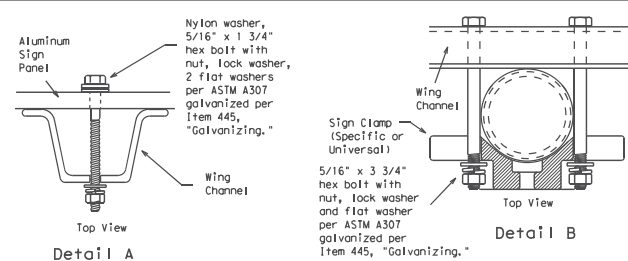 Nylon washer,
5/16" x 1 3/4"
hex bolt with
nut, lock washer,
2 flat washers
per ASTM A307
galvanized per
Item 445,
"Galvanizing."
Aluminum
Sign
Panel
Wing
Channel
Top View
Detail A
Wing
Channel
Sign Clamp
(Specific or
Universal)
5/16" x 3 3/4"
hex bolt with
nut, lock washer
and flat washer
per ASTM A307
galvanized per
Item 445, "Galvanizing."
Top View
Detail B